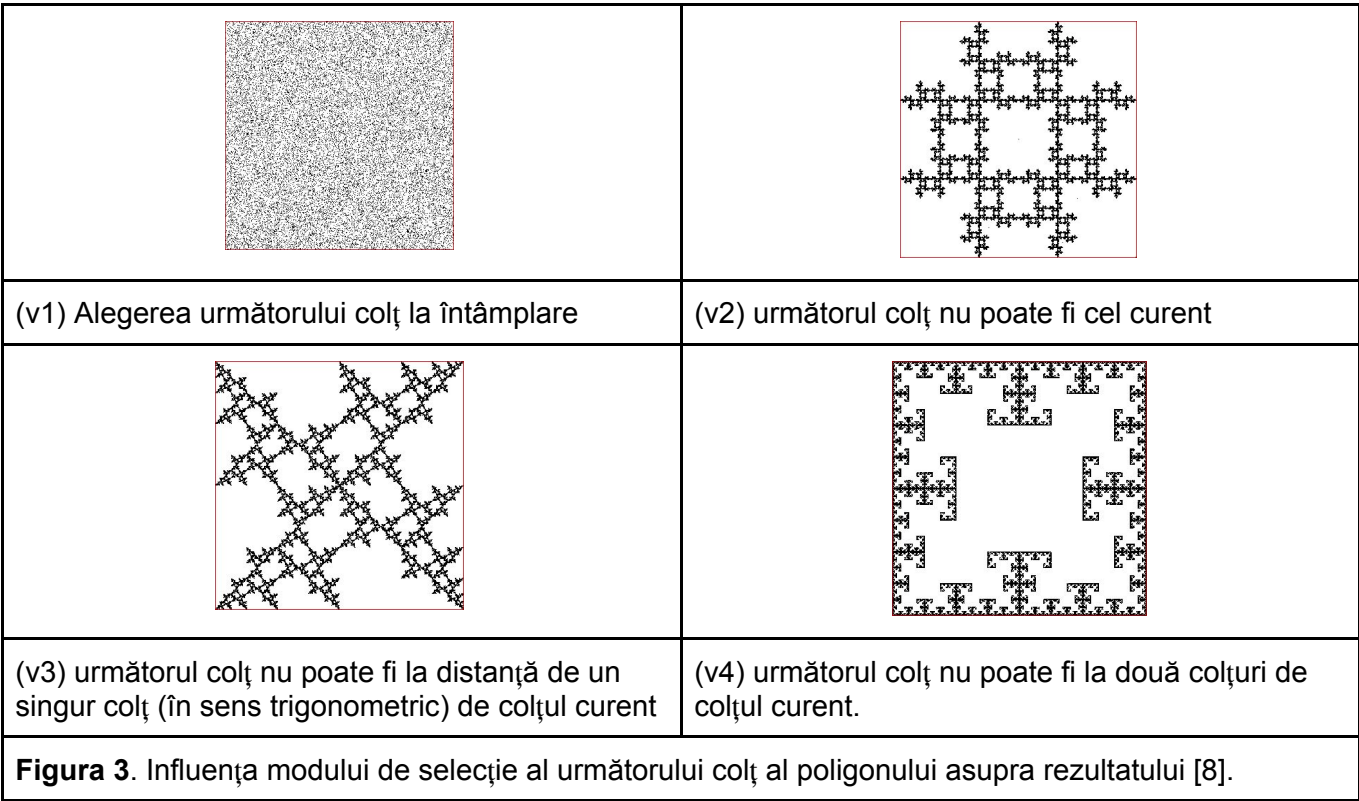 (v1) Alegerea următorului colț la întâmplare
(v2) următorul colț nu poate fi cel curent
(v3) următorul colț nu poate fi la distanță de un
singur colț (în sens trigonometric) de colțul curent
(v4) următorul colț nu poate fi la două colțuri de
colțul curent.
Figura 3. Influența modului de selecție al următorului colț al poligonului asupra rezultatului [8].